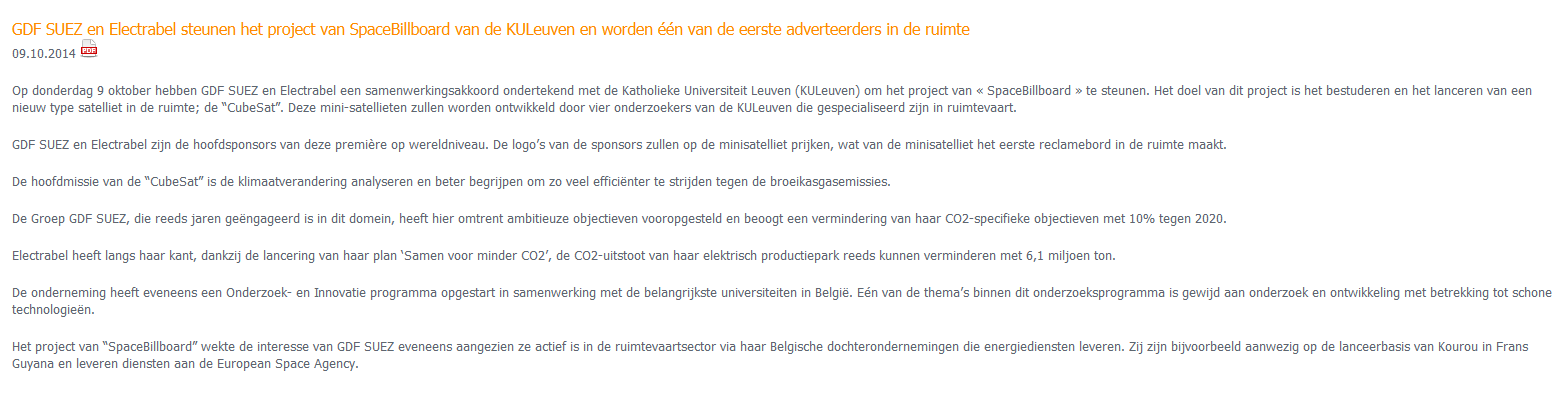 GDF SUEZ en Electrabel steunen het project van SpaceBillboard van de KULeuven en worden één van de eerste adverteerders in de ruimte
09.10.2014 PDF
Op donderdag 9 oktober hebben GDF SUEZ en Electrabel een samenwerkingsakkoord ondertekend met de Katholieke Universiteit Leuven (KULeuven) om het project van « SpaceBillboard » te steunen. Het doel van dit project is het bestuderen en het lanceren van een
nieuw type satelliet in de ruimte; de “CubeSat”. Deze mini-satellieten zullen worden ontwikkeld door vier onderzoekers van de KULeuven die gespecialiseerd zijn in ruimtevaart.
GDF SUEZ en Electrabel zijn de hoofdsponsors van deze première op wereldniveau. De logo’s van de sponsors zullen op de minisatelliet prijken, wat van de minisatelliet het eerste reclamebord in de ruimte maakt.
De hoofdmissie van de “CubeSat” is de klimaatverandering analyseren en beter begrijpen om zo veel efficiënter te strijden tegen de broeikasgasemissies.
De Groep GDF SUEZ, die reeds jaren geëngageerd is in dit domein, heeft hier omtrent ambitieuze objectieven vooropgesteld en beoogt een vermindering van haar CO2-specifieke objectieven met 10% tegen 2020.
Electrabel heeft langs haar kant, dankzij de lancering van haar plan ‘Samen voor minder CO2’, de CO2-uitstoot van haar elektrisch productiepark reeds kunnen verminderen met 6,1 miljoen ton.
De onderneming heeft eveneens een Onderzoek- en Innovatie programma opgestart in samenwerking met de belangrijkste universiteiten in België. Eén van de thema’s binnen dit onderzoeksprogramma is gewijd aan onderzoek en ontwikkeling met betrekking tot schone
technologieën.
Het project van “SpaceBillboard” wekte de interesse van GDF SUEZ eveneens aangezien ze actief is in de ruimtevaartsector via haar Belgische dochterondernemingen die energiediensten leveren. Zij zijn bijvoorbeeld aanwezig op de lanceerbasis van Kourou in Frans
Guyana en leveren diensten aan de European Space Agency.